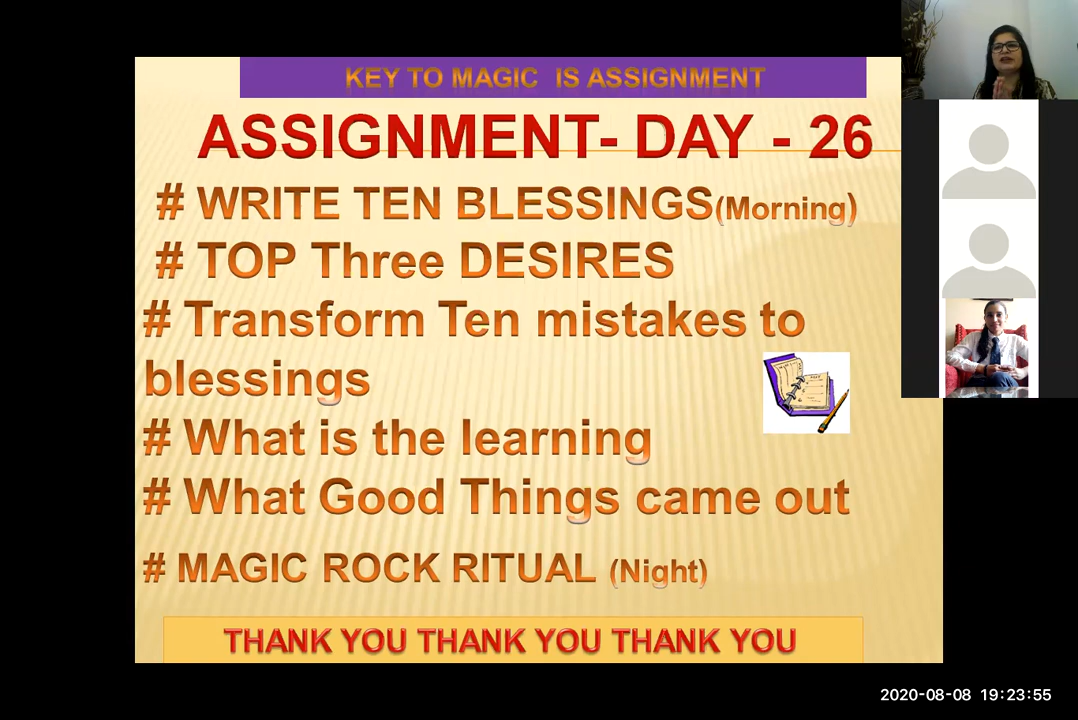 KEY TO MAGIC IS ASSIGNMENT
ASSIGNMENT- DAY - 26
# WRITE TEN BLESSINGS(Morning)
# TOP Three DESIRES
# Transform Ten mistakes to
blessings
# What is the learning
# What Good Things came out
# MAGIC ROCK RITUAL (Night)
THANK YOU THANK YOU THANK YOU
2020-08-08 19:23:55